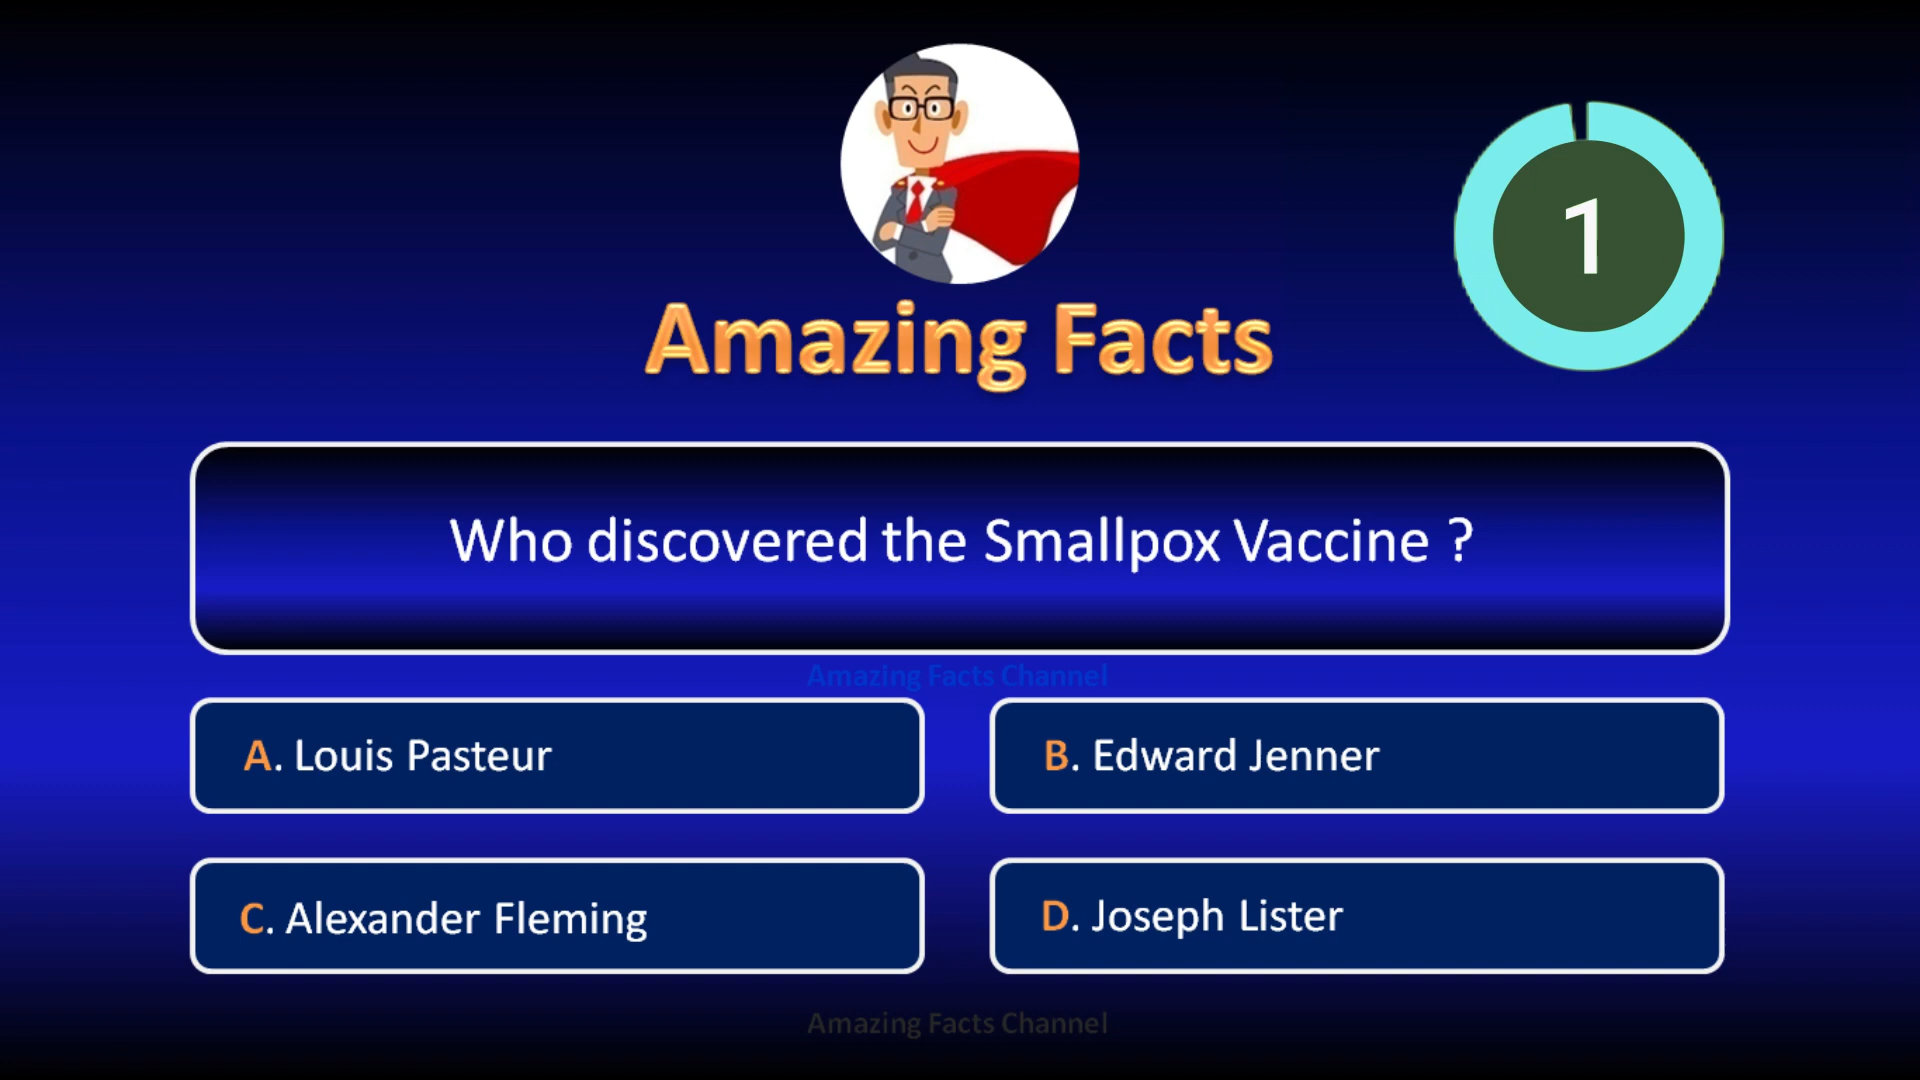 1
Amazing Facts
Who discovered the Smallpox Vaccine ?
Amazing Facts Channel
A. Louis Pasteur
B. Edward Jenner
C. Alexander Fleming
D. Joseph Lister
Amazing Facts Channel